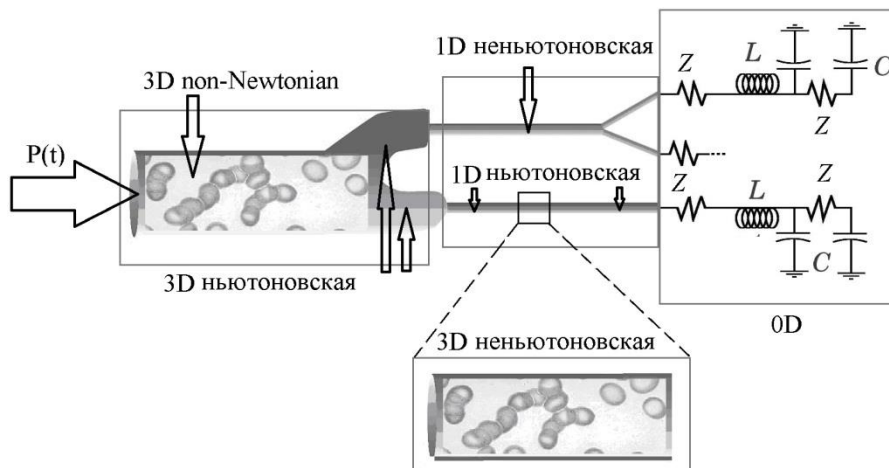 1D неньютоновская
3D non-Newtonian
P(t)
3D ньютоновская
1D ньютоновская
Z
L
C
Z
Z
L
Z
C
0D
3D неньютоновская